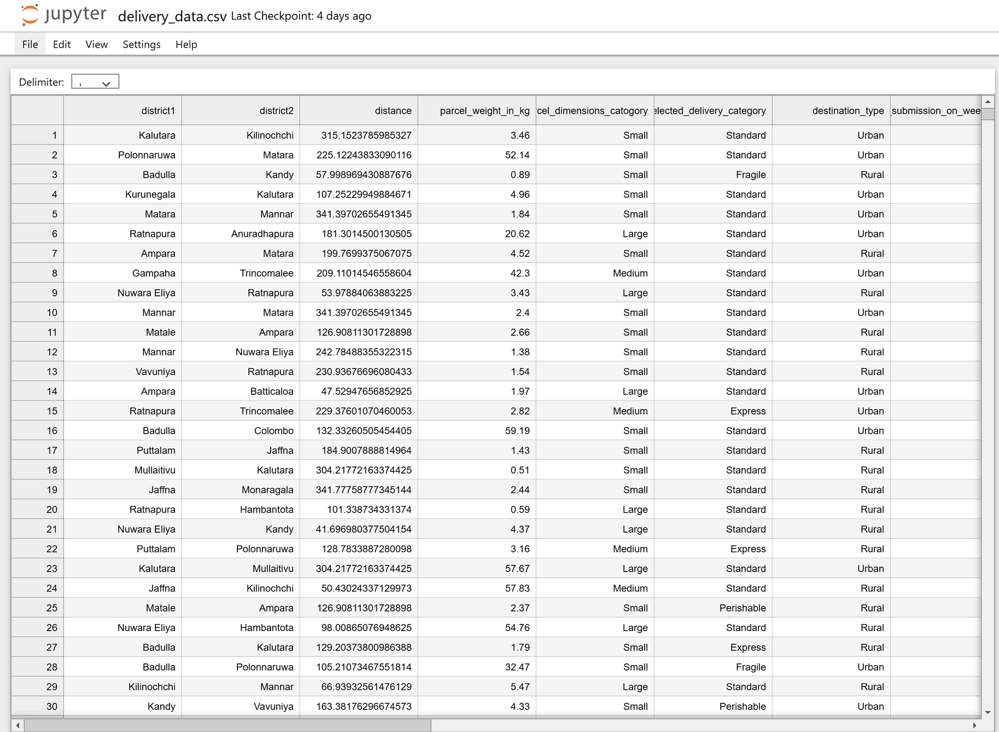 jupyter delivery_data.csv Last Checkpoint: 4 days ago
File Edit View Settings Help
Delimiter: ,
district1 district2 distance parcel_weight_in_kg cel_dimensions_catogory elected_delivery_category destination_type _submission_on_wee
1 Kalutara Kilinochchi 315.1523785985327 3.46 Small Standard Urban
2 Polonnaruwa Matara 225.12243833090116 52.14 Small Standard Urban
3 Badulla Kandy 57.998969430887676 0.89 Small Fragile Rural
4 Kurunegala Kalutara 107.25229949884671 4.96 Small Standard Urban
5 Matara Mannar 341.39702655491345 1.84 Small Standard Urban
6 Ratnapura Anuradhapura 181.3014500130505 20.62 Large Standard Urban
7 Ampara Matara 199.7699375067075 4.52 Small Standard Rural
8 Gampaha Trincomalee 209.11014546558604 42.3 Medium Standard Urban
9 Nuwara Eliya Ratnapura 53.97884063883225 3.43 Large Standard Rural
10 Mannar Matara 341.39702655491345 2.4 Small Standard Urban
11 Matale Ampara 126.90811301728898 2.66 Small Standard Rural
12 Mannar Nuwara Eliya 242.78488355322315 1.38 Small Standard Rural
13 Vavuniya Ratnapura 230.93676696080433 1.54 Small Standard Rural
14 Ampara Batticaloa 47.52947656852925 1.97 Large Standard Urban
15 Ratnapura Trincomalee 229.37601070460053 2.82 Medium Express Urban
16 Badulla Colombo 132.33260505454405 59.19 Small Standard Urban
17 Puttalam Jaffna 184.9007888814964 1.43 Small Standard Rural
18 Mullaitivu Kalutara 304.21772163374425 0.51 Small Standard Rural
19 Jaffna Monaragala 341.77758777345144 2.44 Small Standard Rural
20 Ratnapura Hambantota 101.338734331374 0.59 Large Standard Rural
21 Nuwara Eliya Kandy 41.696980377504154 4.37 Large Standard Rural
22 Puttalam Polonnaruwa 128.7833887280098 3.16 Medium Express Rural
23 Kalutara Mullaitivu 304.21772163374425 57.67 Large Standard Urban
24 Jaffna Kilinochchi 50.43024337129973 57.83 Medium Standard Rural
25 Matale Ampara 126.90811301728898 2.37 Small Perishable Rural
26 Nuwara Eliya Hambantota 98.00865076948625 54.76 Large Standard Rural
27 Badulla Kalutara 129.20373800986388 1.79 Small Express Rural
28 Badulla Polonnaruwa 105.21073467551814 32.47 Small Fragile Urban
29 Kilinochchi Mannar 66.93932561476129 5.47 Large Standard Rural
30 Kandy Vavuniya 163.38176296674573 4.33 Small Perishable Urban